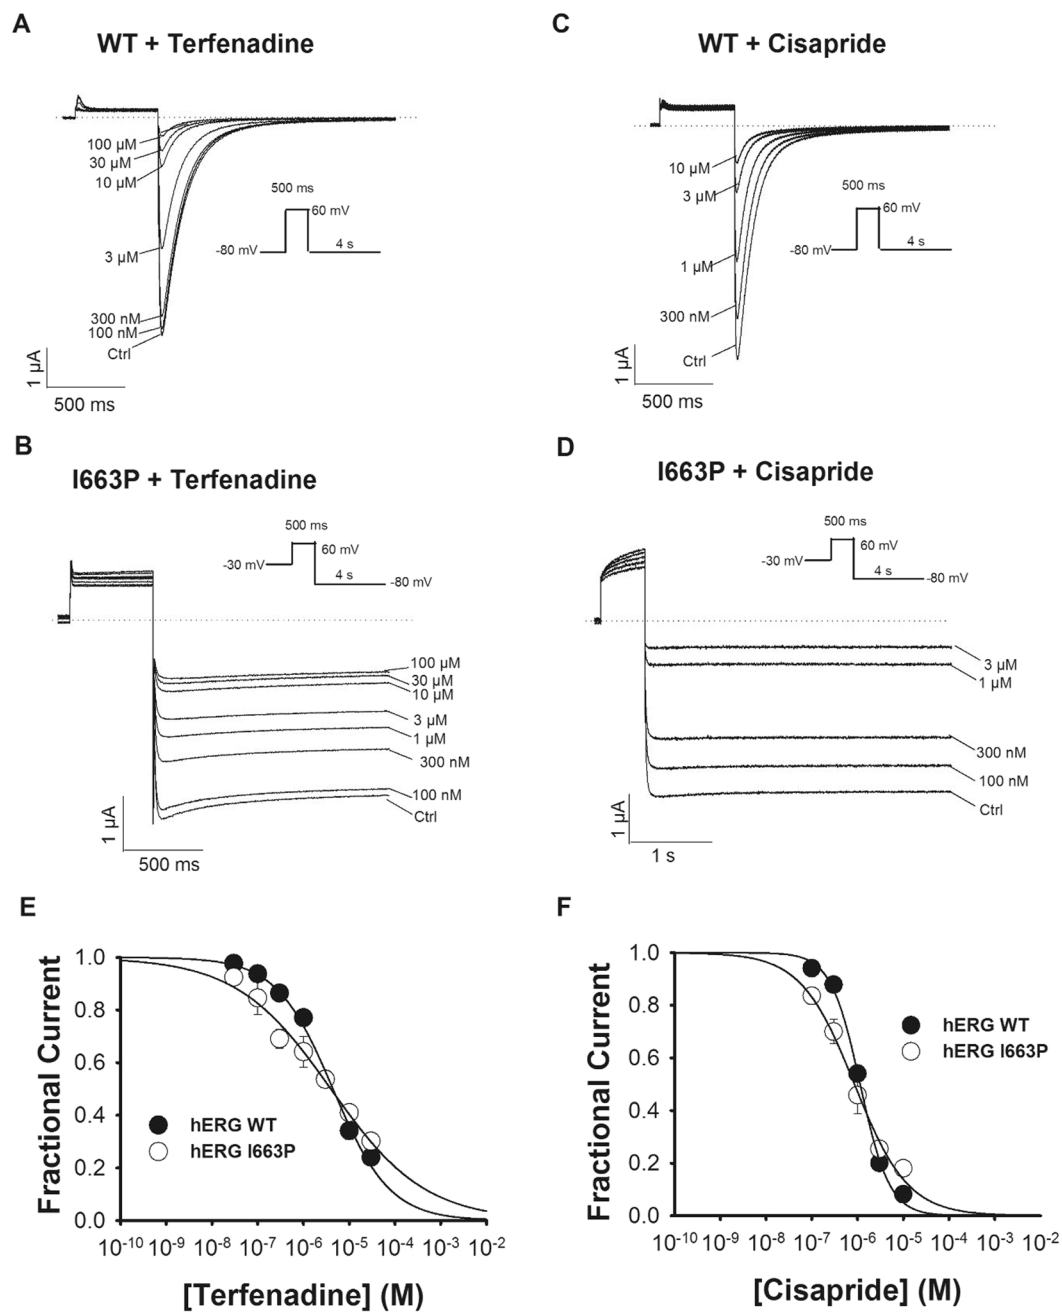 A
WT + Terfenadine
100 µM
30 µM
10 µM
3 µM
300 nM
100 nM
Ctrl
500 ms
60 mV
-80 mV
4 s
1 µA
500 ms
C
WT + Cisapride
10 µM
3 µM
1 µM
300 nM
Ctrl
500 ms
60 mV
-80 mV
4 s
1 µA
500 ms
B
I663P + Terfenadine
500 ms
60 mV
-30 mV
4 s
-80 mV
100 µM
30 µM
10 µM
3 µM
1 µM
300 nM
100 nM
Ctrl
1 µA
500 ms
D
I663P + Cisapride
500 ms
60 mV
-30 mV
4 s
-80 mV
3 µM
1 µM
300 nM
100 nM
Ctrl
1 µA
1 s
E
Fractional Current
1.0
0.8
0.6
0.4
0.2
0.0
hERG WT
hERG I663P
10-10 10-9 10-8 10-7 10-6 10-5 10-4 10-3 10-2
[Terfenadine] (M)
F
Fractional Current
1.0
0.8
0.6
0.4
0.2
0.0
hERG WT
hERG I663P
10-10 10-9 10-8 10-7 10-6 10-5 10-4 10-3 10-2
[Cisapride] (M)